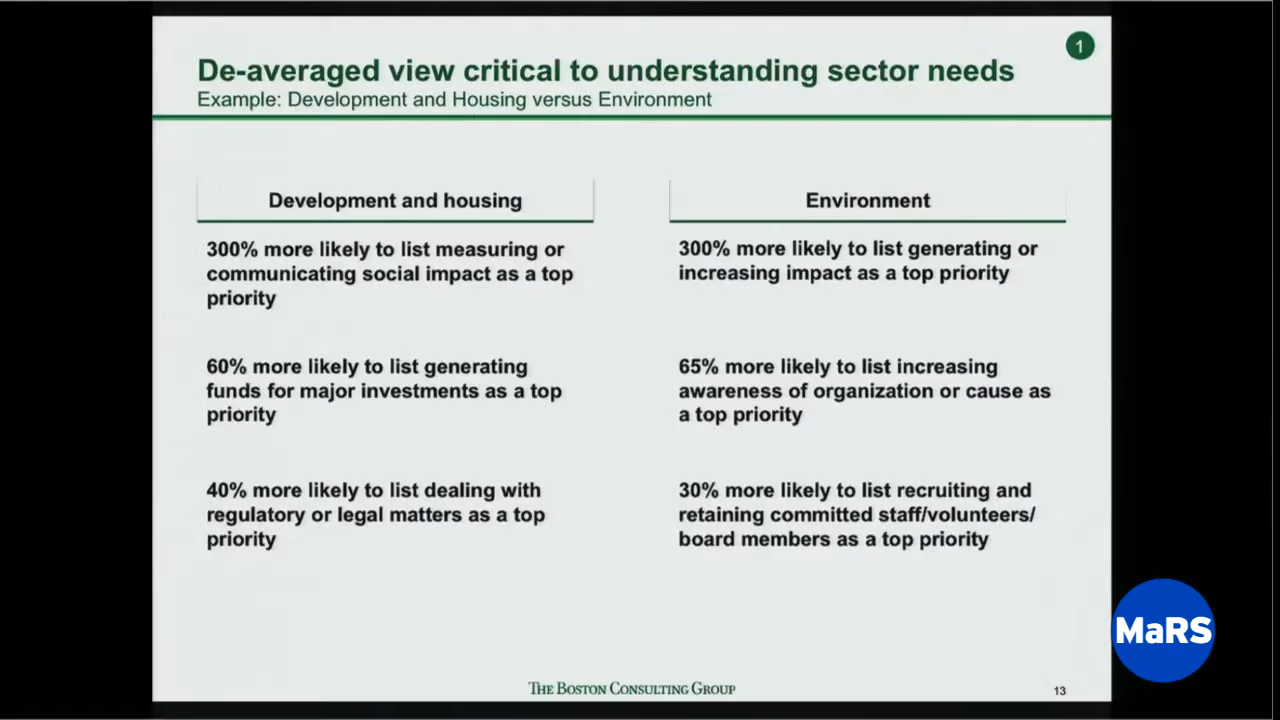 1
De-averaged view critical to understanding sector needs
Example: Development and Housing versus Environment
Development and housing
300% more likely to list measuring or
communicating social impact as a top
priority
60% more likely to list generating
funds for major investments as a top
priority
40% more likely to list dealing with
regulatory or legal matters as a top
priority
Environment
300% more likely to list generating or
increasing impact as a top priority
65% more likely to list increasing
awareness of organization or cause as
a top priority
30% more likely to list recruiting and
retaining committed staff/volunteers/
board members as a top priority
THE BOSTON CONSULTING GROUP
13
MaRS